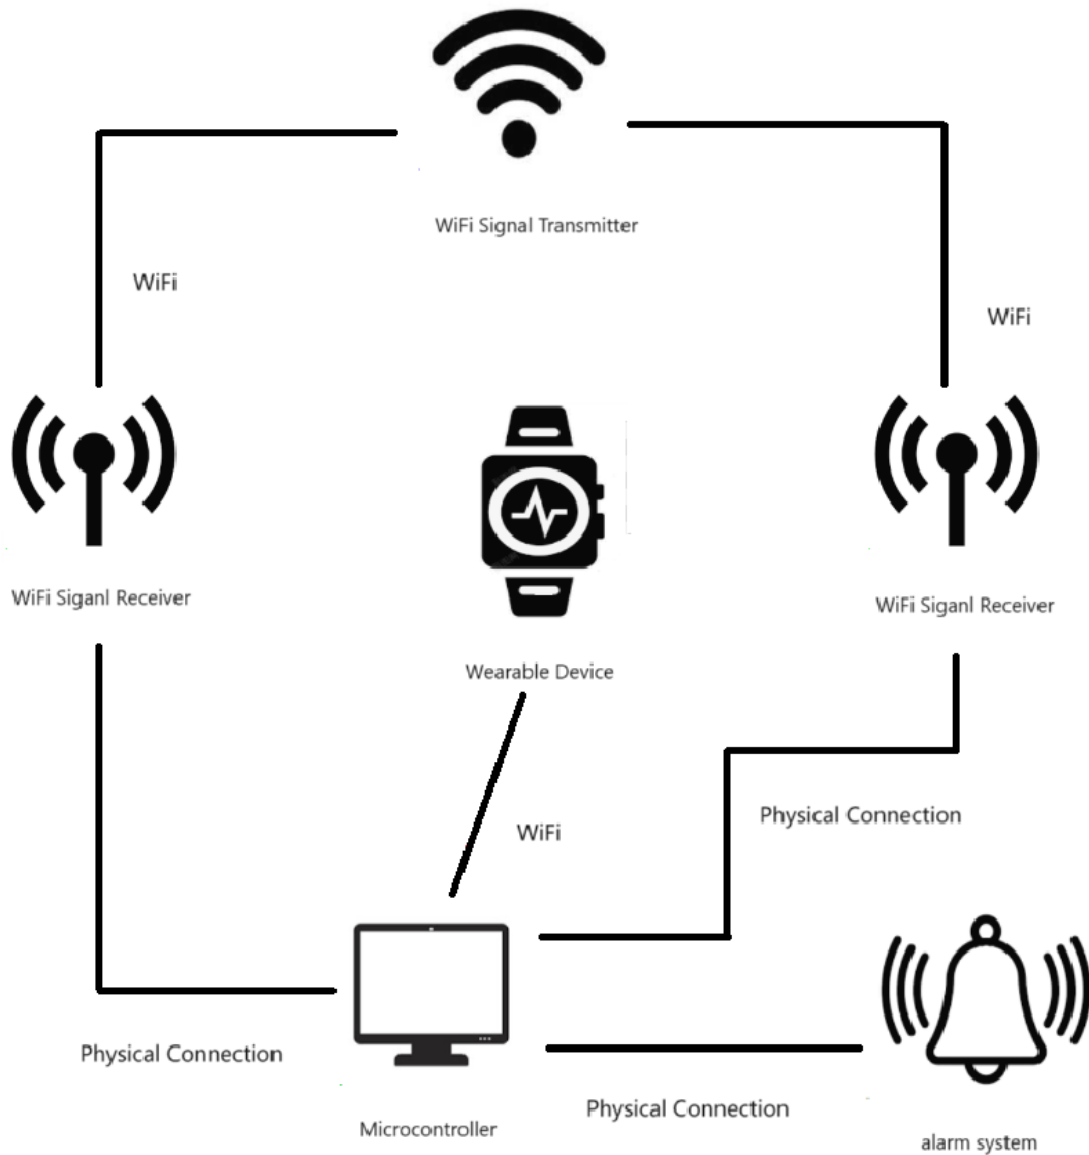 WiFi Signal Transmitter
WiFi
WiFi
WiFi Siganl Receiver
WiFi Siganl Receiver
Wearable Device
Physical Connection
WiFi
Physical Connection
Physical Connection
Microcontroller
alarm system